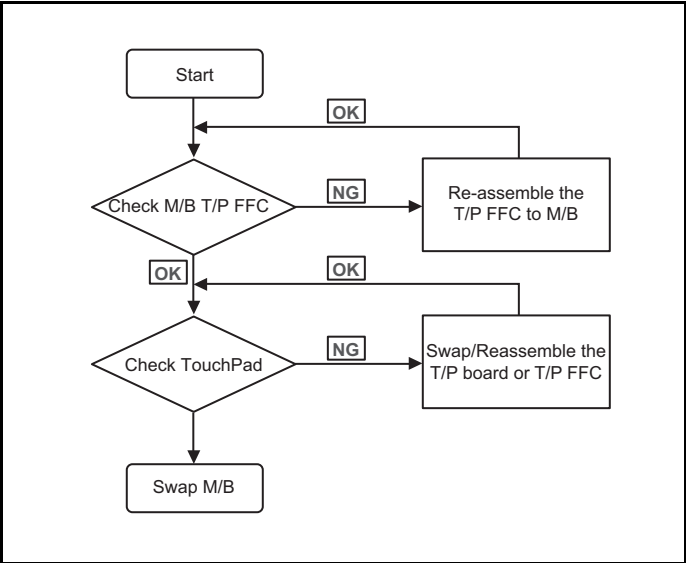 Start
OK
Check M/B T/P FFC
NG
Re-assemble the
T/P FFC to M/B
OK
OK
Check TouchPad
NG
Swap/Reassemble the
T/P board or T/P FFC
Swap M/B